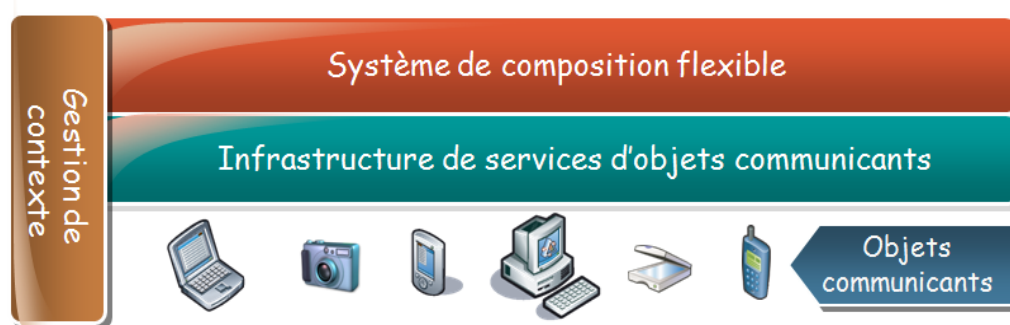 Gestion de
contexte
Système de composition flexible
Infrastructure de services d'objets communicants
Objets
communicants